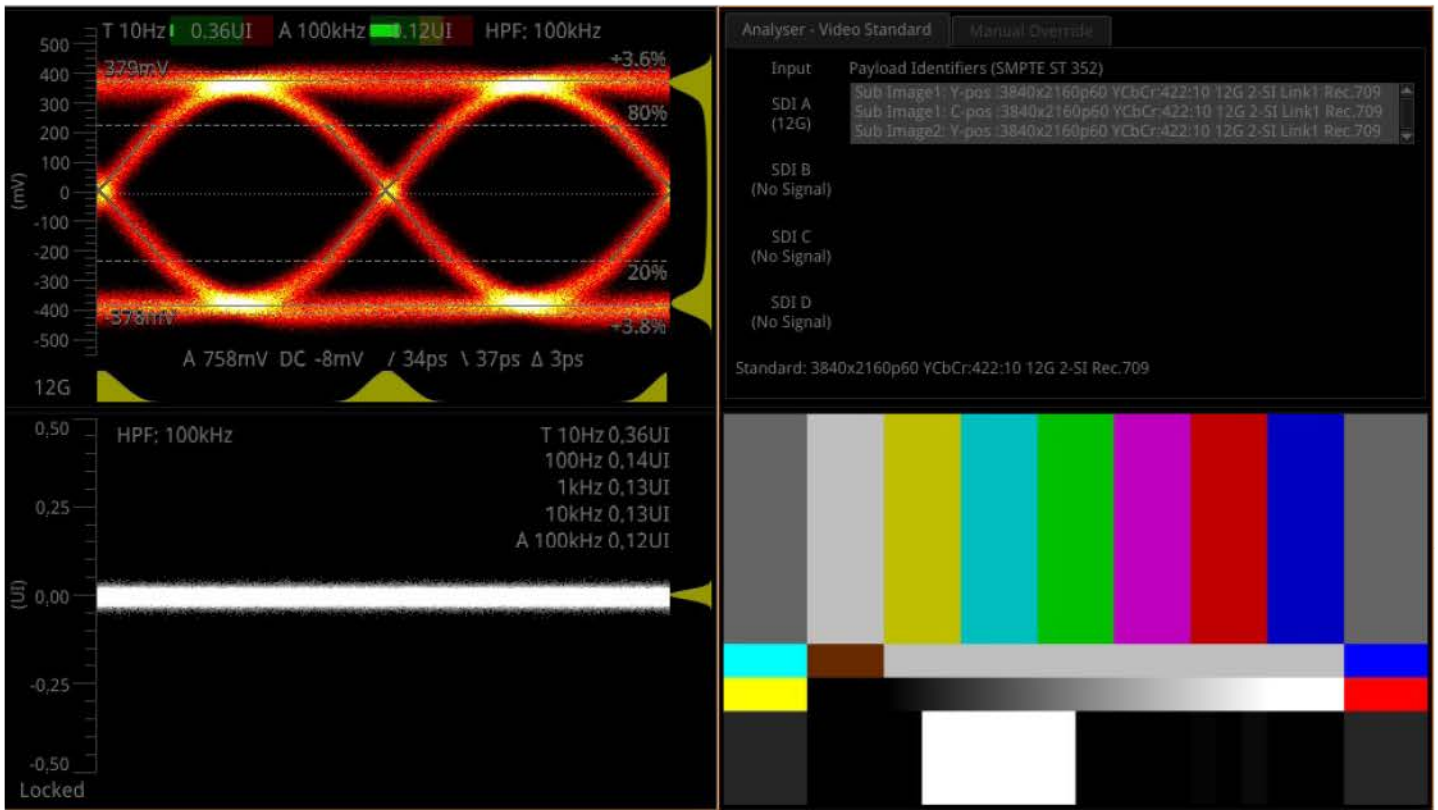 T 10Hz 0.36UI A 100kHz 0.12UI HPF: 100kHz
500
400
300
200
100
0
-100
-200
-300
-400
-500
(mV)
379mV
+3.6%
80%
20%
-378mV
+3.8%
A 758mV DC -8mV / 34ps \ 37ps Δ 3ps
12G
Analyser - Video Standard
Manual Override
Input Payload Identifiers (SMPTE ST 352)
SDI A
(12G)
Sub Image1: Y-pos :3840x2160p60 YCbCr:422:10 12G 2-SI Link1 Rec.709
Sub Image1: C-pos :3840x2160p60 YCbCr:422:10 12G 2-SI Link1 Rec.709
Sub Image2: Y-pos :3840x2160p60 YCbCr:422:10 12G 2-SI Link1 Rec.709
SDI B
(No Signal)
SDI C
(No Signal)
SDI D
(No Signal)
Standard: 3840x2160p60 YCbCr:422:10 12G 2-SI Rec.709
0,50
0,25
0,00
-0,25
-0,50
(UI)
HPF: 100kHz
T 10Hz 0,36UI
100Hz 0,14UI
1kHz 0,13UI
10kHz 0,13UI
A 100kHz 0,12UI
Locked